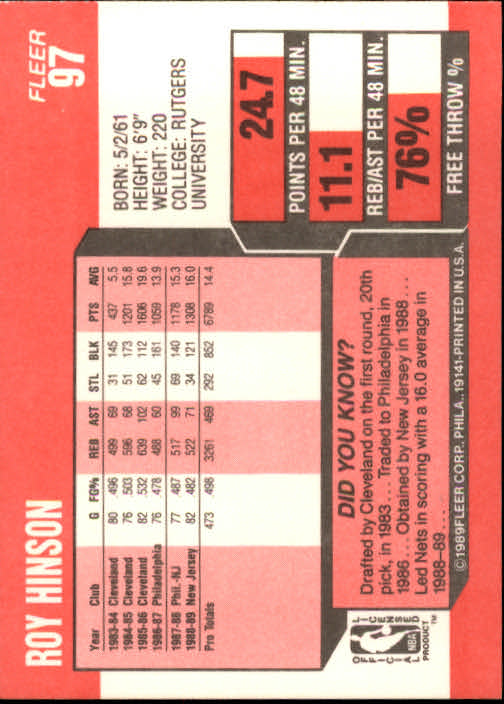 ROY HINSON
FLEER
97
BORN: 5/2/61
HEIGHT: 6'9"
WEIGHT: 220
COLLEGE: RUTGERS
UNIVERSITY
Year Club G FG% REB AST STL BLK PTS AVG
1983-84 Cleveland 80 .496 499 69 31 145 437 5.5
1984-85 Cleveland 76 .503 596 68 51 173 1201 15.8
1985-86 Cleveland 82 .532 639 102 62 112 1606 19.6
1986-87 Philadelphia 76 .478 488 60 45 161 1059 13.9
1987-88 Phil.-NJ 77 .487 517 99 69 140 1178 15.3
1988-89 New Jersey 82 .482 522 71 34 121 1308 16.0
Pro Totals 473 .498 3261 469 292 852 6789 14.4
24.7
POINTS PER 48 MIN.
11.1
REB/AST PER 48 MIN.
76%
FREE THROW %
DID YOU KNOW?
Drafted by Cleveland on the first round, 20th
pick, in 1983 . . . Traded to Philadelphia in
1986 . . . Obtained by New Jersey in 1988 . . .
Led Nets in scoring with a 16.0 average in
1988-89 . . .
OFFICIAL LICENSED
NBA
PRODUCT™
©1989 FLEER CORP., PHILA., 19141-PRINTED IN U.S.A.